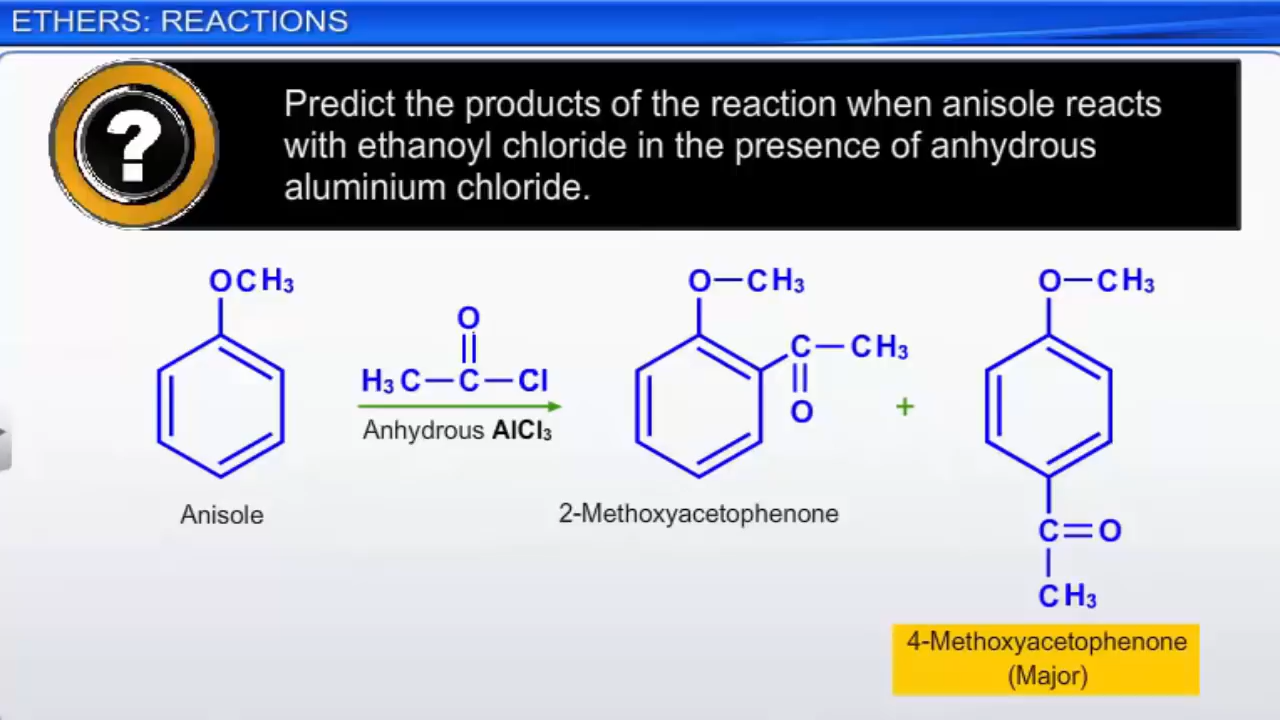 ETHERS: REACTIONS
?
Predict the products of the reaction when anisole reacts
with ethanoyl chloride in the presence of anhydrous
aluminium chloride.
OCH₃
O
H₃C—C—Cl
Anhydrous AlCl₃
Anisole
O—CH₃
C—CH₃
O
2-Methoxyacetophenone
+
O—CH₃
C=O
CH₃
4-Methoxyacetophenone
(Major)